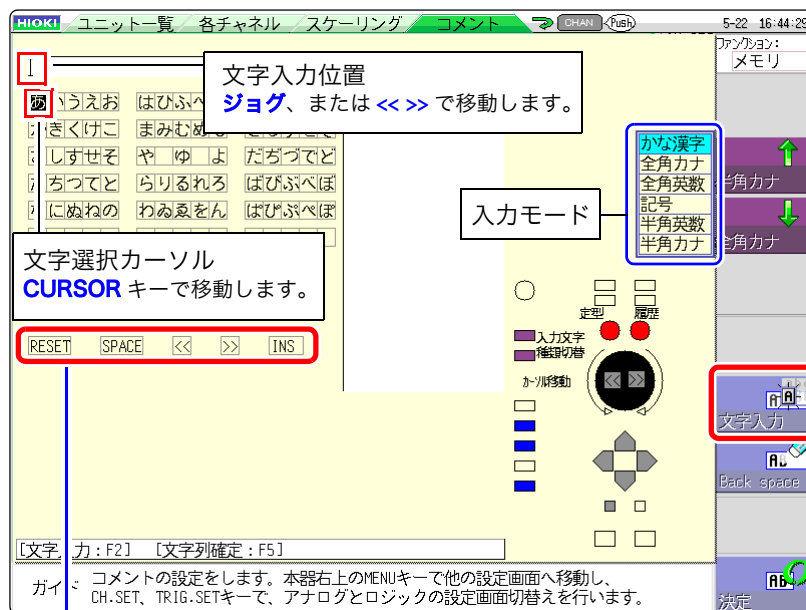 HIOKI ユニット一覧 各チャネル スケーリング コメント CHAN Push 5-22 16:44:29
ファンクション:
メモリ
文字入力位置
ジョグ、または << >> で移動します。
あ いうえお はひふへ
きくけこ まみむめ
しすせそ や ゆ よ だぢづでど
ちつてと らりるれろ ばびぶべぼ
にぬねの わゐゑをん ぱぴぷぺぽ
かな漢字
全角カナ
全角英数
記号
半角英数
半角カナ
入力モード
半角カナ
全角カナ
文字選択カーソル
CURSOR キーで移動します。
RESET SPACE << >> INS
定型 履歴
入力文字
種類切替
カーソル移動
<< >>
文字入力
Back space
決定
[文字 力:F2] [文字列確定:F5]
ガイド コメントの設定をします。本器右上のMENUキーで他の設定画面へ移動し、
CH.SET、TRIG.SETキーで、アナログとロジックの設定画面切替えを行います。